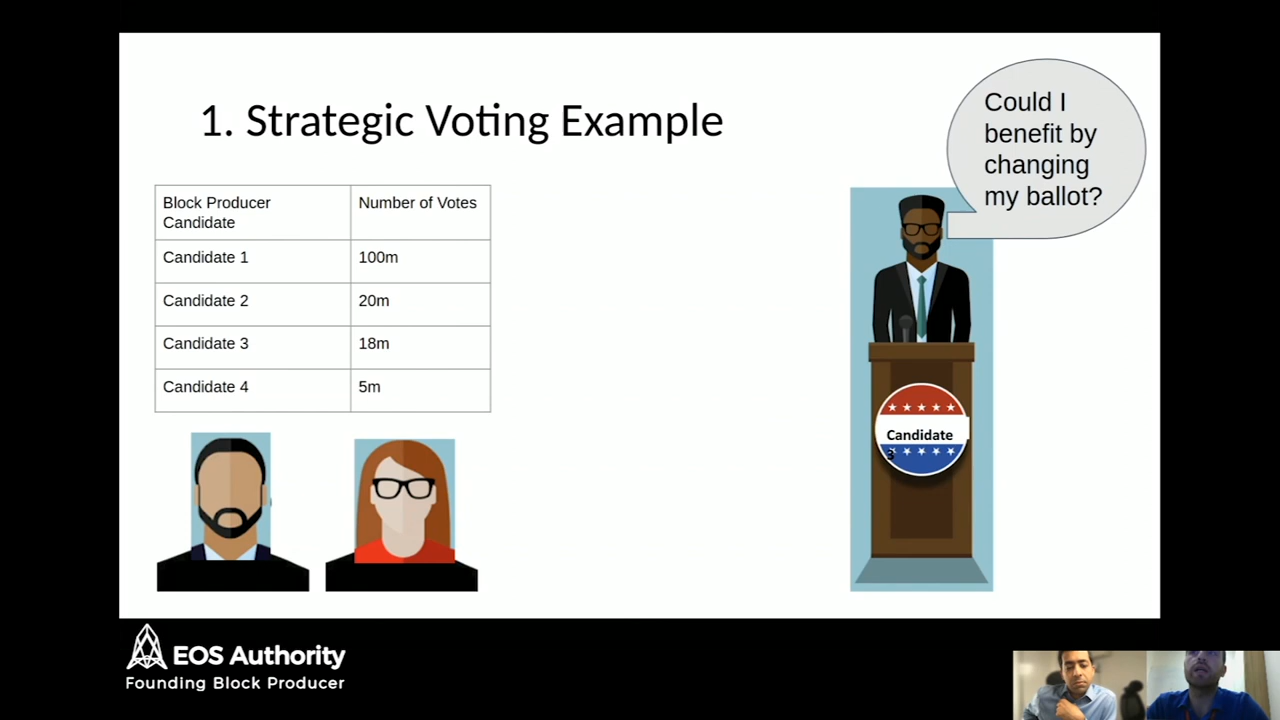 1. Strategic Voting Example
Could I
benefit by
changing
my ballot?
Block Producer
Candidate
Number of Votes
Candidate 1
100m
Candidate 2
20m
Candidate 3
18m
Candidate 4
5m
Candidate
3
EOS Authority
Founding Block Producer